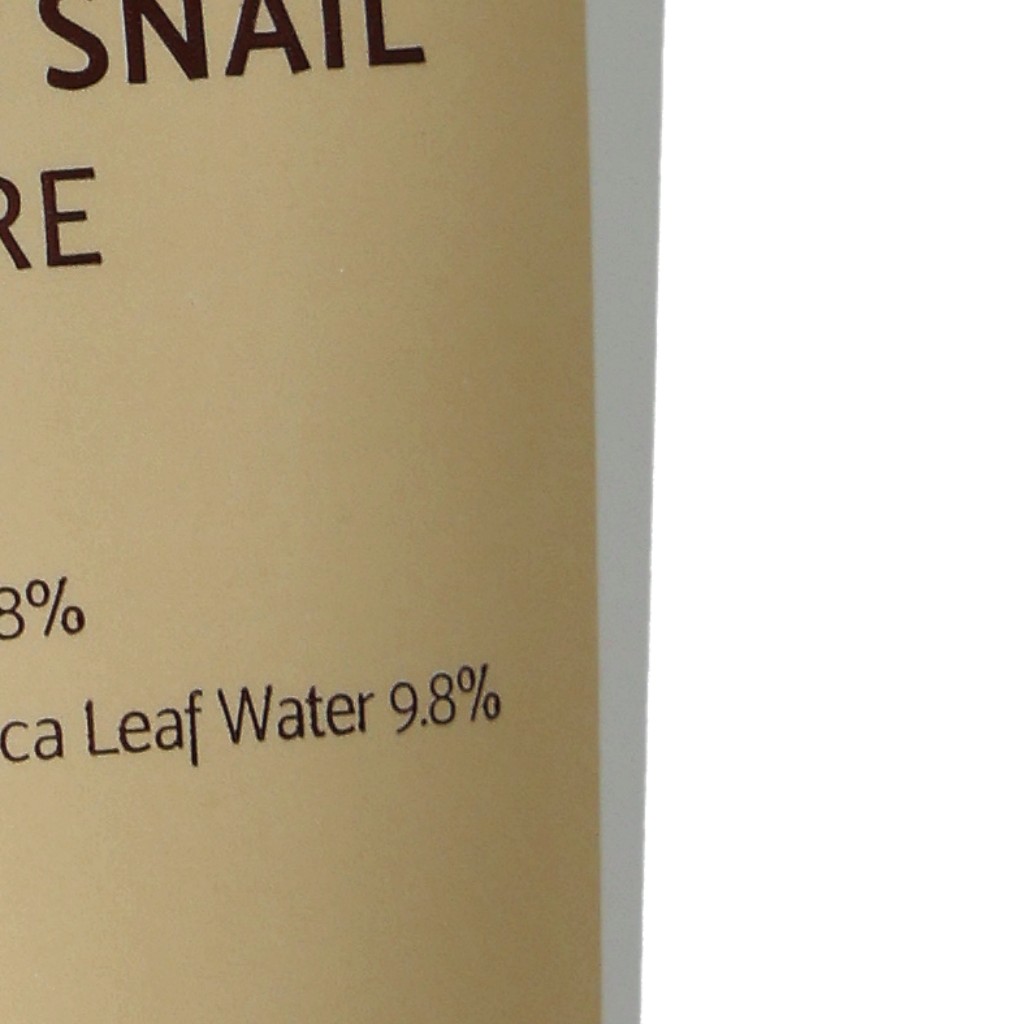 SNAIL
RE
8%
ca Leaf Water 9.8%